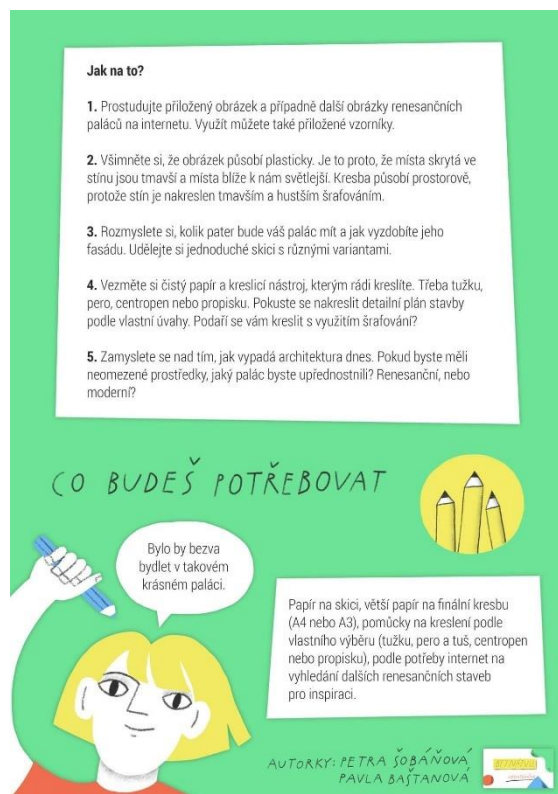 Jak na to?
1. Prostudujte přiložený obrázek a případně další obrázky renesančních
paláců na internetu. Využít můžete také přiložené vzorníky.
2. Všimněte si, že obrázek působí plasticky. Je to proto, že místa skrytá ve
stínu jsou tmavší a místa blíže k nám světlejší. Kresba působí prostorově,
protože stín je nakreslen tmavším a hustším šrafováním.
3. Rozmyslete si, kolik pater bude váš palác mít a jak vyzdobíte jeho
fasádu. Udělejte si jednoduché skici s různými variantami.
4. Vezměte si čistý papír a kreslicí nástroj, kterým rádi kreslíte. Třeba tužku,
pero, centropen nebo propisku. Pokuste se nakreslit detailní plán stavby
podle vlastní úvahy. Podaří se vám kreslit s využitím šrafování?
5. Zamyslete se nad tím, jak vypadá architektura dnes. Pokud byste měli
neomezené prostředky, jaký palác byste upřednostnili? Renesanční, nebo
moderní?
CO BUDEŠ POTŘEBOVAT
Bylo by bezva
bydlet v takovém
krásném paláci.
Papír na skici, větší papír na finální kresbu
(A4 nebo A3), pomůcky na kreslení podle
vlastního výběru (tužku, pero a tuš, centropen
nebo propisku), podle potřeby internet na
vyhledání dalších renesančních staveb
pro inspiraci.
AUTORKY: PETRA ŠOBÁŇOVÁ,
PAVLA BAŠTANOVÁ